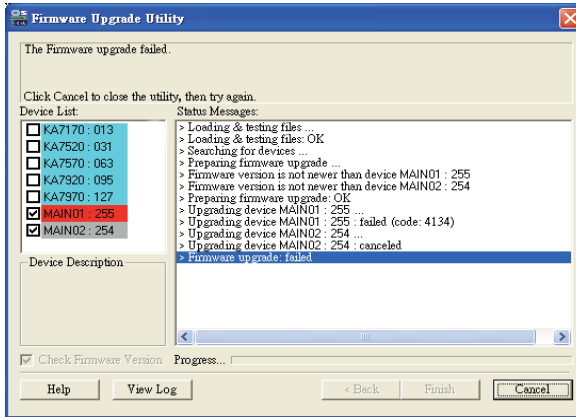 Firmware Upgrade Utility
The Firmware upgrade failed.
Click Cancel to close the utility, then try again.
Device List:
KA7170 : 013
KA7520 : 031
KA7570 : 063
KA7920 : 095
KA7970 : 127
MAIN01 : 255
MAIN02 : 254
Device Description
Status Messages:
> Loading & testing files ...
> Loading & testing files: OK
> Searching for devices ...
> Preparing firmware upgrade ...
> Firmware version is not newer than device MAIN01 : 255
> Firmware version is not newer than device MAIN02 : 254
> Preparing firmware upgrade: OK
> Upgrading device MAIN01 : 255 ...
> Upgrading device MAIN01 : 255 : failed (code: 4134)
> Upgrading device MAIN02 : 254 ...
> Upgrading device MAIN02 : 254 : canceled
> Firmware upgrade: failed
Check Firmware Version Progress...
Help View Log < Back Finish Cancel